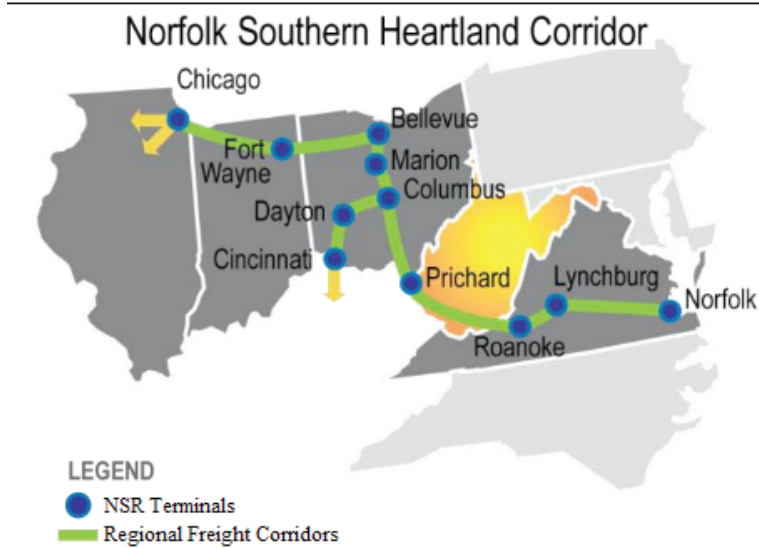 Norfolk Southern Heartland Corridor
Chicago
Bellevue
Fort
Wayne
Marion
Columbus
Dayton
Cincinnati
Prichard
Lynchburg
Norfolk
Roanoke
LEGEND
NSR Terminals
Regional Freight Corridors